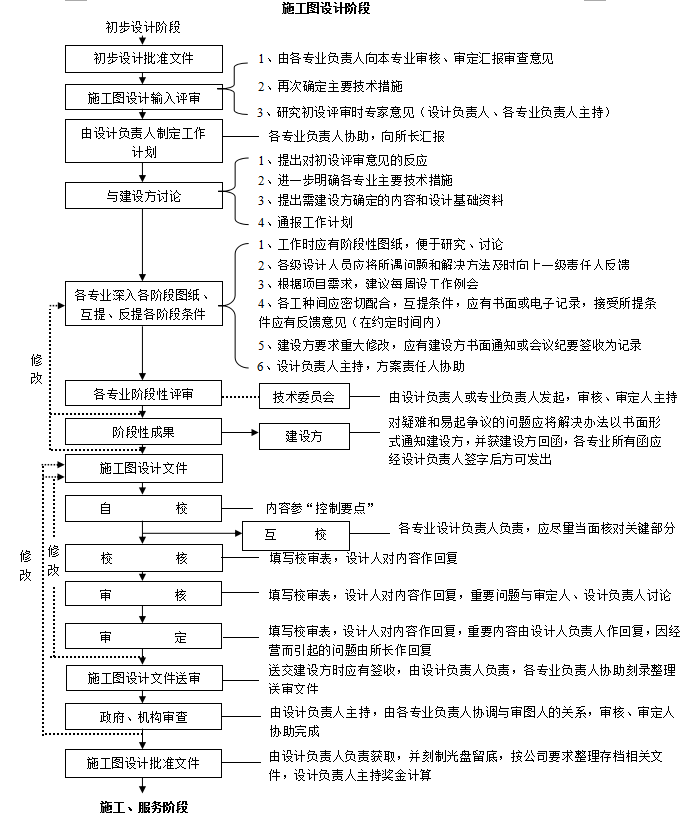 施工图设计阶段
初步设计阶段
初步设计批准文件
1、由各专业负责人向本专业审核、审定汇报审查意见
2、再次确定主要技术措施
施工图设计输入评审
3、研究初设评审时专家意见（设计负责人、各专业负责人主持）
由设计负责人制定工作
计划
各专业负责人协助，向所长汇报
1、提出对初设评审意见的反应
2、进一步明确各专业主要技术措施
与建设方讨论
3、提出需建设方确定的内容和设计基础资料
4、通报工作计划
1、工作时应有阶段性图纸，便于研究、讨论
2、各级设计人员应将所遇问题和解决方法及时向上一级责任人反馈
3、根据项目需求，建议每周设工作例会
各专业深入各阶段图纸、
互提、反提各阶段条件
4、各工种间应密切配合，互提条件，应有书面或电子记录，接受所提条
件应有反馈意见（在约定时间内）
5、建设方要求重大修改，应有建设方书面通知或会议纪要签收为记录
6、设计负责人主持，方案责任人协助
修
改
各专业阶段性评审
技术委员会
由设计负责人或专业负责人发起，审核、审定人主持
阶段性成果
建设方
对疑难和易起争议的问题应将解决办法以书面形
式通知建设方，并获建设方回函，各专业所有函应
经设计负责人签字后方可发出
施工图设计文件
自 校
内容参“控制要点”
互 校
各专业设计负责人负责，应尽量当面核对关键部分
修
改
修
改
校 核
填写校审表，设计人对内容作回复
审 核
填写校审表，设计人对内容作回复，重要问题与审定人、设计负责人讨论
审 定
填写校审表，设计人对内容作回复，重要内容由设计人负责人作回复，因经
营而引起的问题由所长作回复
施工图设计文件送审
送交建设方时应有签收，由设计负责人负责，各专业负责人协助刻录整理
送审文件
政府、机构审查
由设计负责人主持，由各专业负责人协调与审图人的关系，审核、审定人
协助完成
施工图设计批准文件
由设计负责人负责获取，并刻制光盘留底，按公司要求整理存档相关文
件，设计负责人主持奖金计算
施工、服务阶段